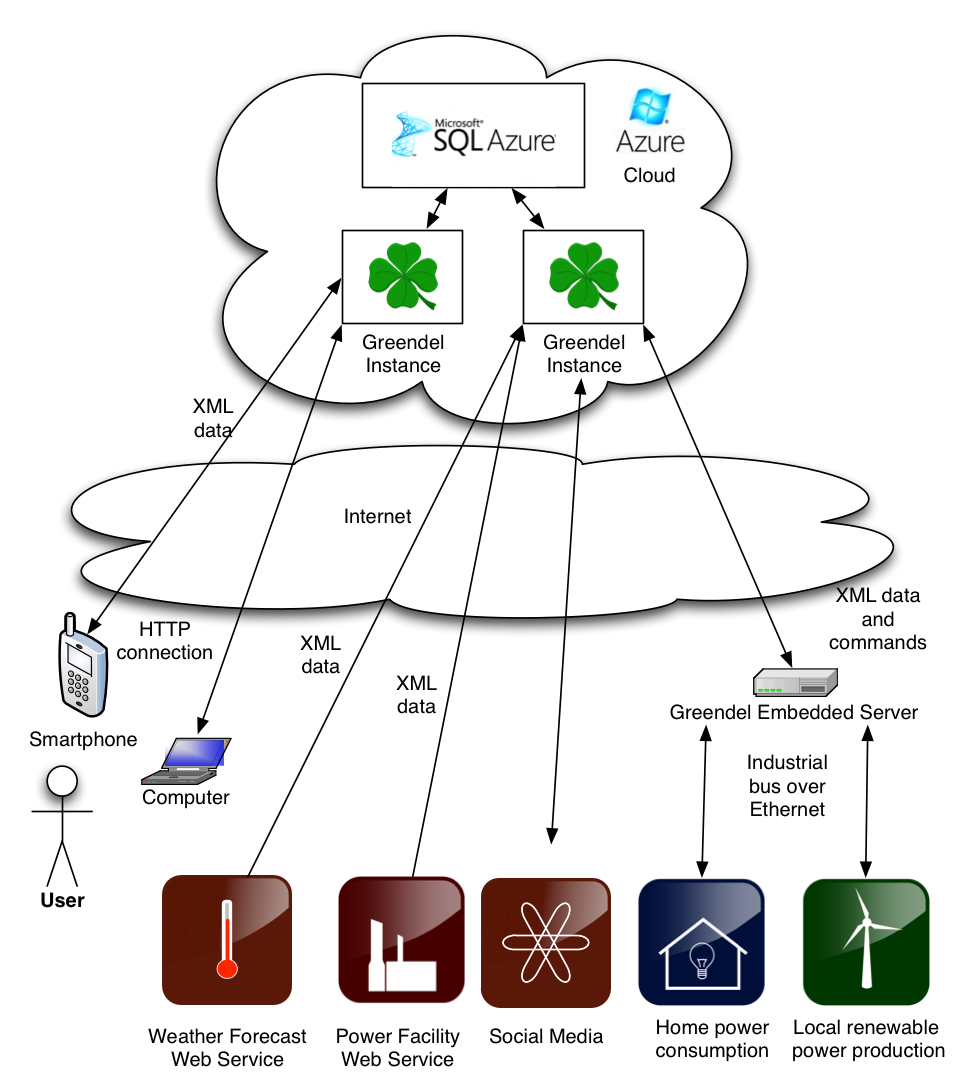 Microsoft®
SQL Azure™
Azure
Cloud
Greendel
Instance
Greendel
Instance
XML
data
Internet
XML data
and
commands
HTTP
connection
XML
data
XML
data
Greendel Embedded Server
Smartphone
Industrial
bus over
Ethernet
Computer
User
Weather Forecast
Web Service
Power Facility
Web Service
Social Media
Home power
consumption
Local renewable
power production